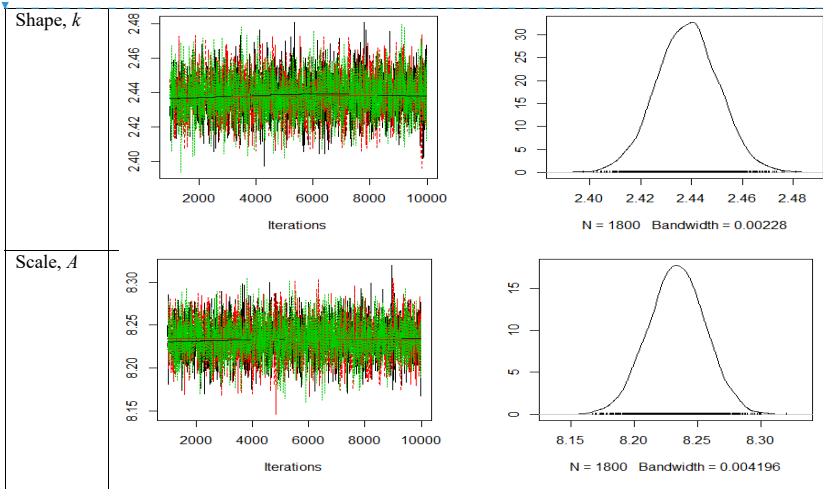 Shape, k
2.40 2.42 2.44 2.46 2.48
2000 4000 6000 8000 10000
Iterations
0 5 10 15 20 25 30
2.40 2.42 2.44 2.46 2.48
N = 1800 Bandwidth = 0.00228
Scale, A
8.15 8.20 8.25 8.30
2000 4000 6000 8000 10000
Iterations
0 5 10 15
8.15 8.20 8.25 8.30
N = 1800 Bandwidth = 0.004196